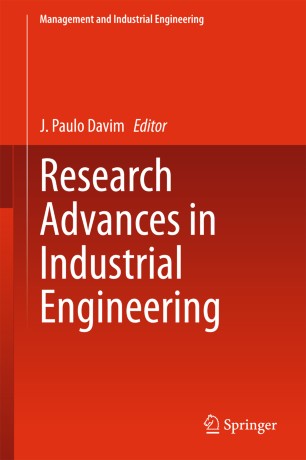 Management and Industrial Engineering
J. Paulo Davim Editor
Research
Advances in
Industrial
Engineering
Springer